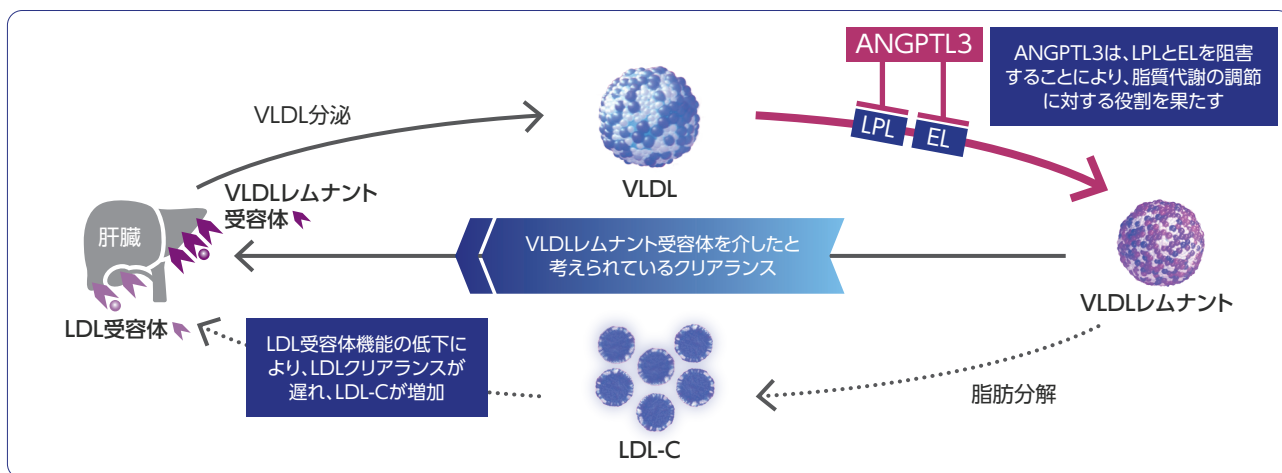 ANGPTL3
ANGPTL3は、LPLとELを阻害
することにより、脂質代謝の調節
に対する役割を果たす
LPL
EL
VLDL分泌
VLDL
VLDLレムナント
受容体
肝臓
VLDLレムナント受容体を介したと
考えられているクリアランス
VLDLレムナント
LDL受容体
LDL受容体機能の低下に
より、LDLクリアランスが
遅れ、LDL-Cが増加
脂肪分解
LDL-C